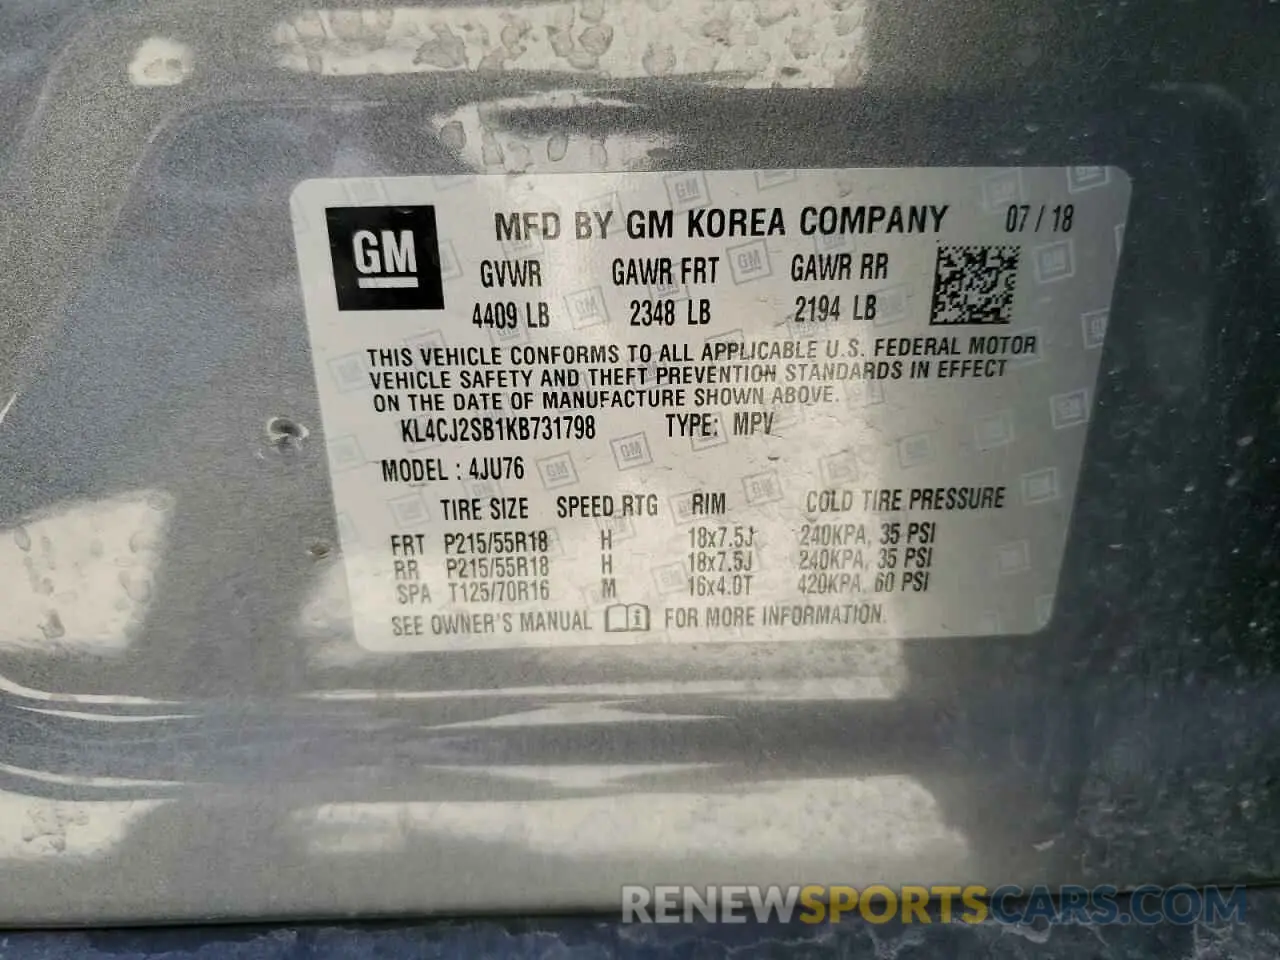 GM
MFD BY GM KOREA COMPANY 07 / 18
GVWR GAWR FRT GAWR RR
4409 LB 2348 LB 2194 LB
THIS VEHICLE CONFORMS TO ALL APPLICABLE U.S. FEDERAL MOTOR
VEHICLE SAFETY AND THEFT PREVENTION STANDARDS IN EFFECT
ON THE DATE OF MANUFACTURE SHOWN ABOVE.
KL4CJ2SB1KB731798 TYPE: MPV
MODEL : 4JU76
TIRE SIZE SPEED RTG RIM COLD TIRE PRESSURE
FRT P215/55R18 H 18x7.5J 240KPA, 35 PSI
RR P215/55R18 H 18x7.5J 240KPA, 35 PSI
SPA T125/70R16 M 16x4.0T 420KPA, 60 PSI
SEE OWNER'S MANUAL FOR MORE INFORMATION.
RENEWSPORTSCARS.COM